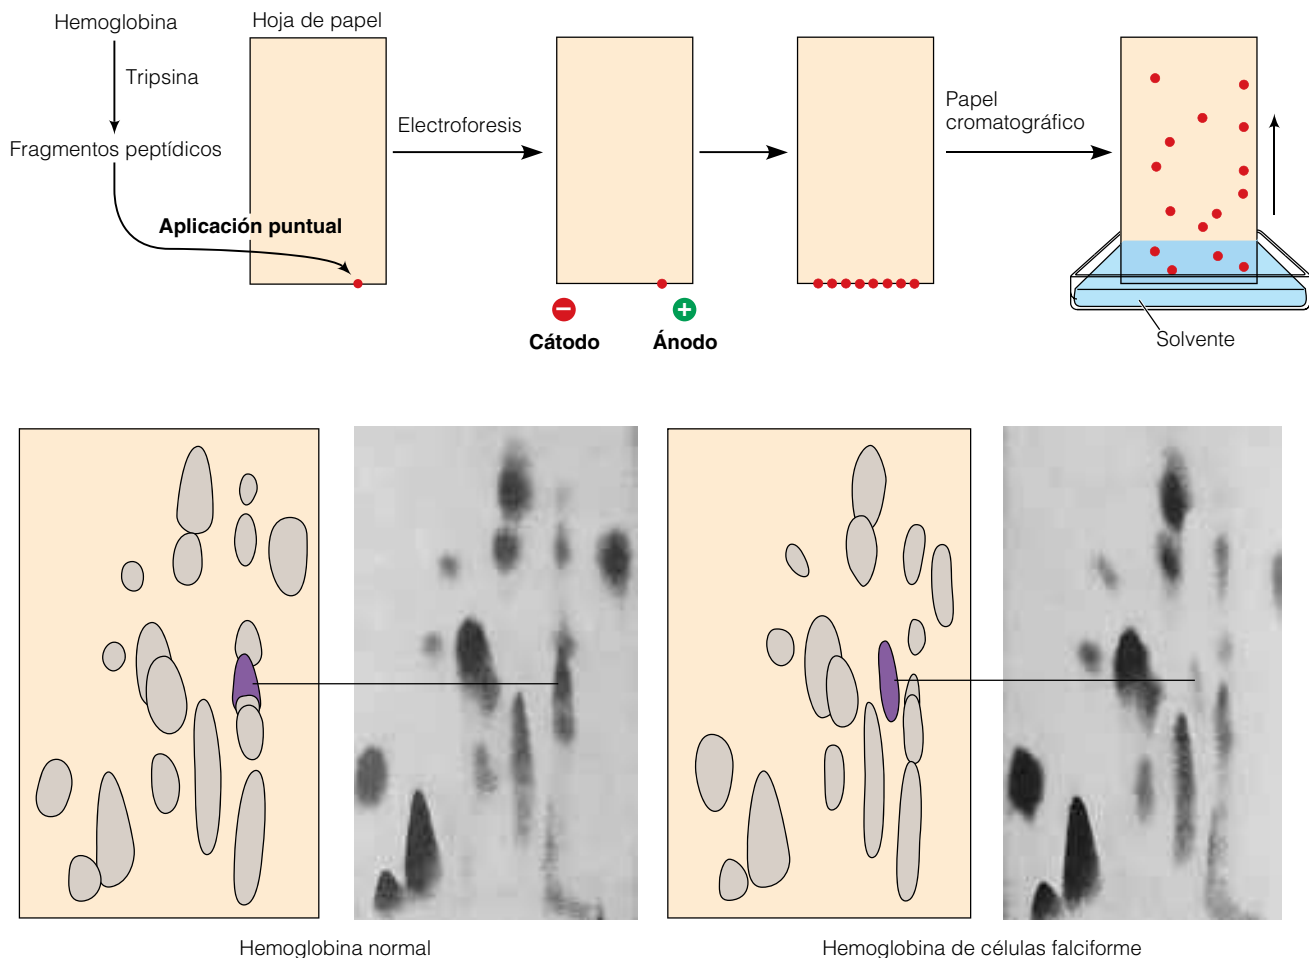 Hemoglobina
Tripsina
Fragmentos peptídicos
Aplicación puntual
Hoja de papel
Electroforesis
−
+
Cátodo
Ánodo
Papel
cromatográfico
Solvente
Hemoglobina normal
Hemoglobina de células falciforme